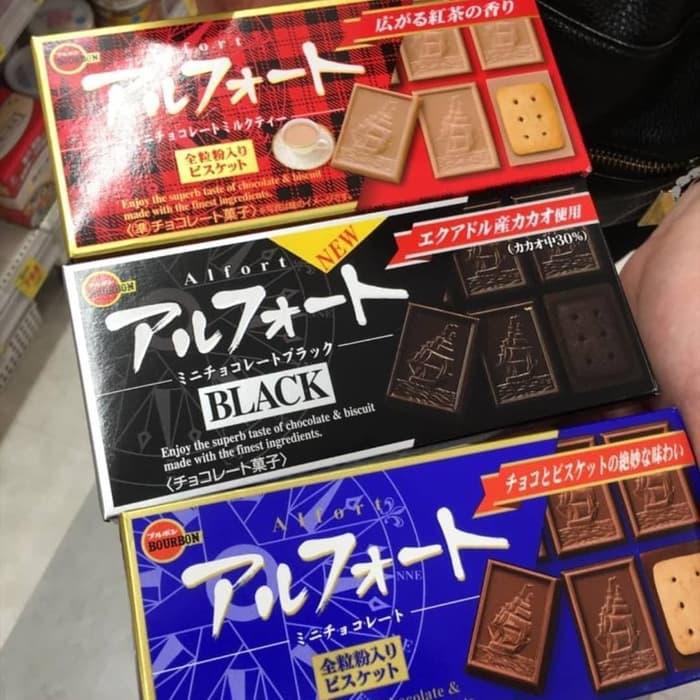 ブルボン
BOURBON
Alfort
アルフォート
ミニチョコレートミルクティー
広がる紅茶の香り
全粒粉入り
ビスケット
Enjoy the superb taste of chocolate & biscuit
made with the finest ingredients.
〈準チョコレート菓子〉
BOURBON
Alfort
NEW
アルフォート
ミニチョコレートブラック
BLACK
エクアドル産カカオ使用
(カカオ中30%)
Enjoy the superb taste of chocolate & biscuit
made with the finest ingredients.
〈チョコレート菓子〉
ブルボン
BOURBON
Alfort
アルフォート
ミニチョコレート
チョコとビスケットの絶妙な味わい
全粒粉入り
ビスケット
chocolate &